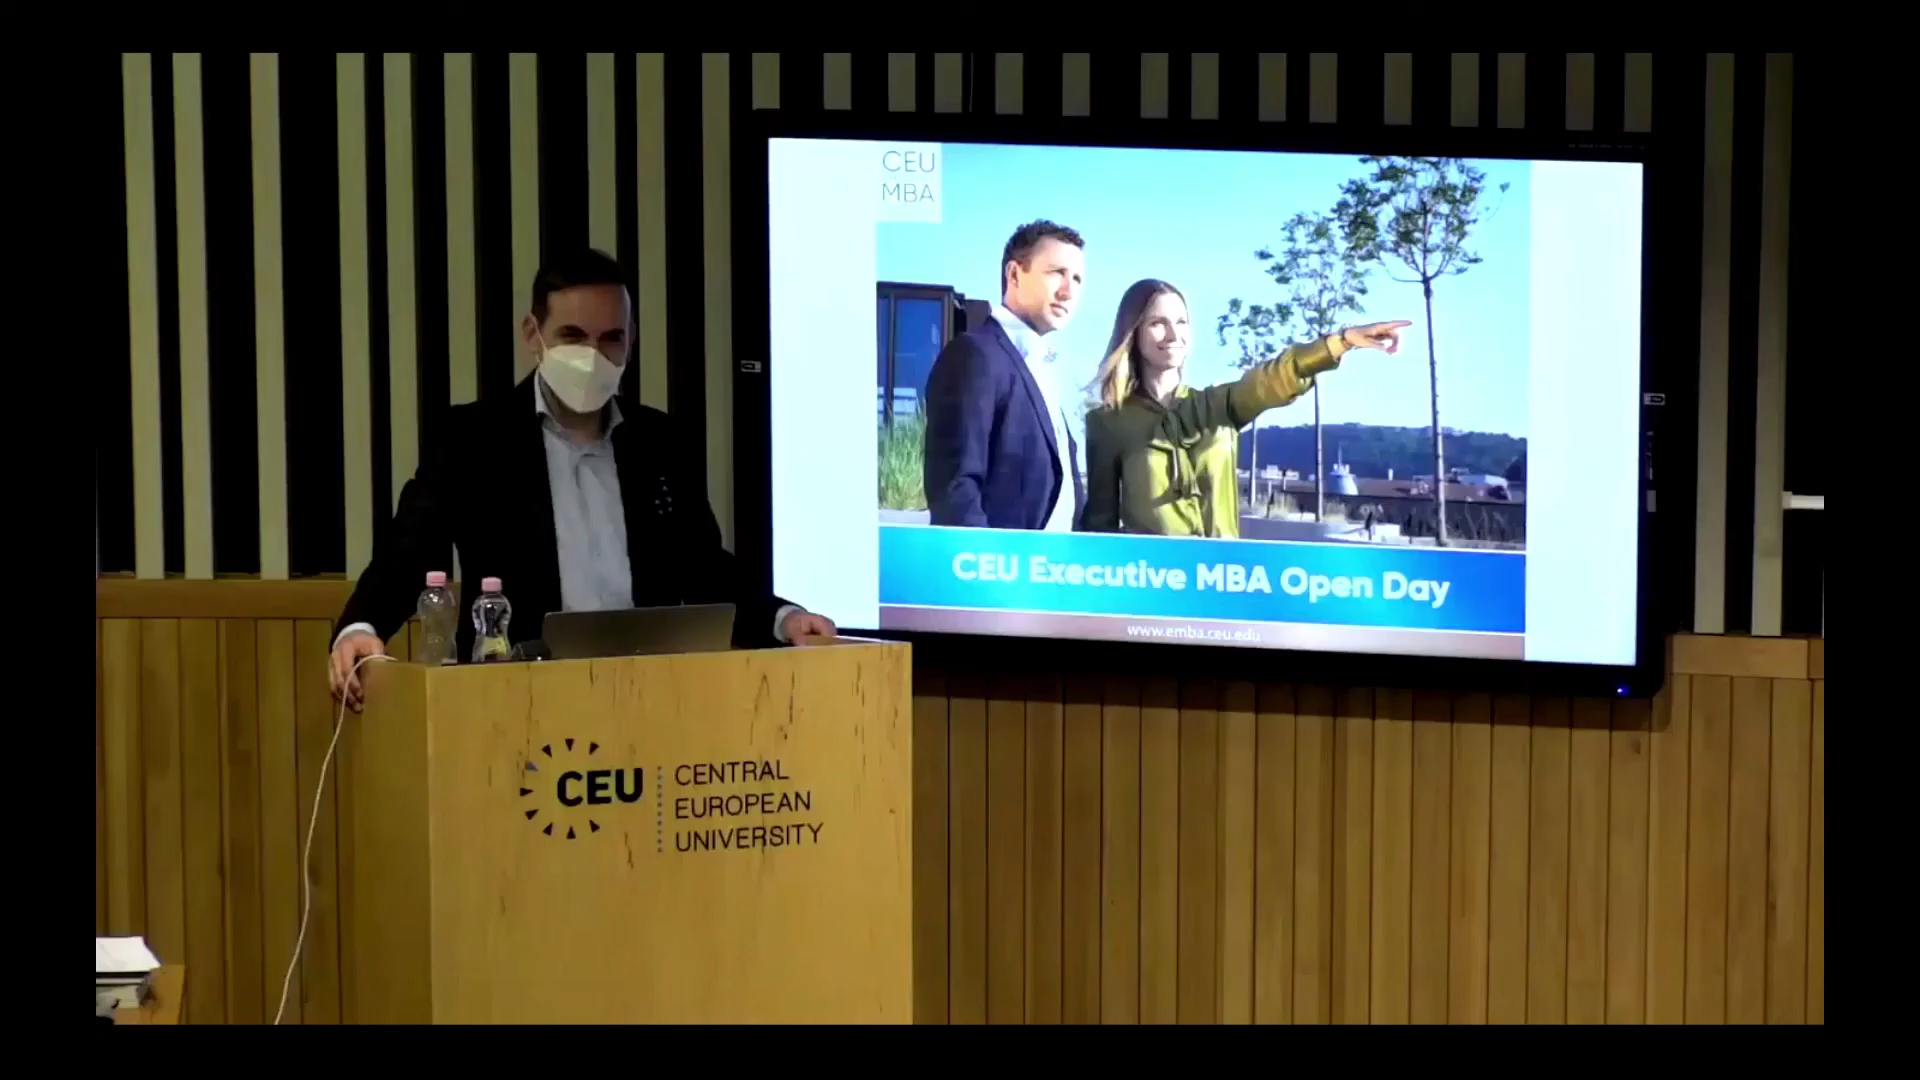 CEU
MBA
CEU Executive MBA Open Day
www.emba.ceu.edu
CEU
CENTRAL
EUROPEAN
UNIVERSITY